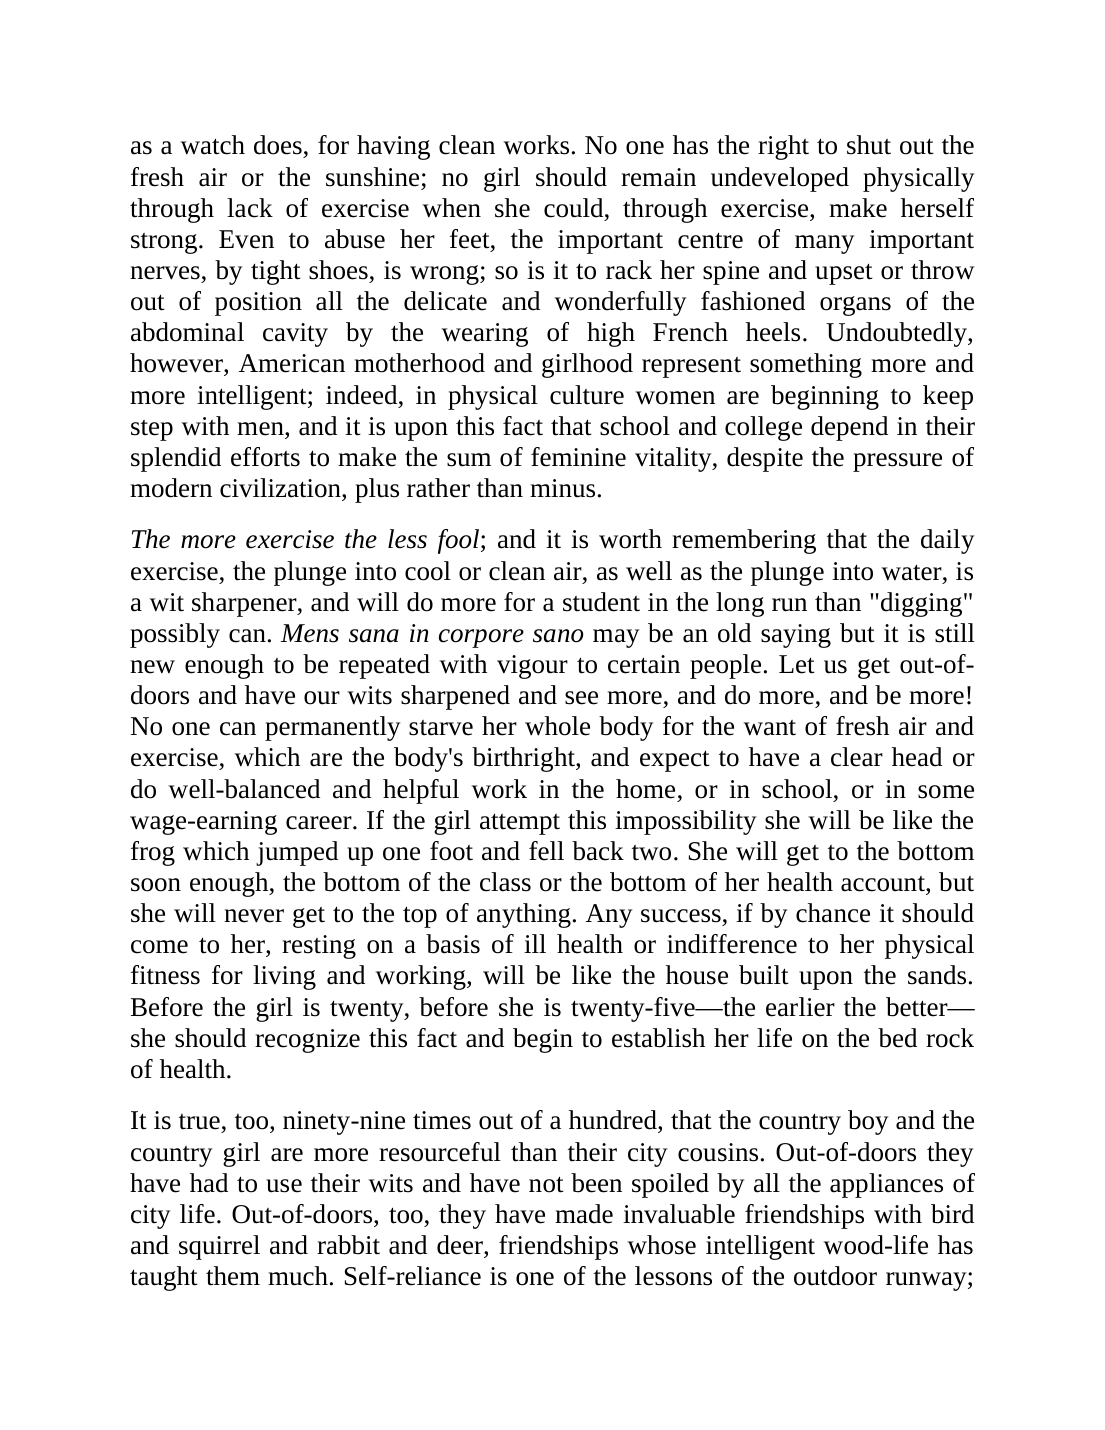 as a watch does, for having clean works. No one has the right to shut out the
fresh air or the sunshine; no girl should remain undeveloped physically
through lack of exercise when she could, through exercise, make herself
strong. Even to abuse her feet, the important centre of many important
nerves, by tight shoes, is wrong; so is it to rack her spine and upset or throw
out of position all the delicate and wonderfully fashioned organs of the
abdominal cavity by the wearing of high French heels. Undoubtedly,
however, American motherhood and girlhood represent something more and
more intelligent; indeed, in physical culture women are beginning to keep
step with men, and it is upon this fact that school and college depend in their
splendid efforts to make the sum of feminine vitality, despite the pressure of
modern civilization, plus rather than minus.
The more exercise the less fool; and it is worth remembering that the daily
exercise, the plunge into cool or clean air, as well as the plunge into water, is
a wit sharpener, and will do more for a student in the long run than "digging"
possibly can. Mens sana in corpore sano may be an old saying but it is still
new enough to be repeated with vigour to certain people. Let us get out-of-
doors and have our wits sharpened and see more, and do more, and be more!
No one can permanently starve her whole body for the want of fresh air and
exercise, which are the body's birthright, and expect to have a clear head or
do well-balanced and helpful work in the home, or in school, or in some
wage-earning career. If the girl attempt this impossibility she will be like the
frog which jumped up one foot and fell back two. She will get to the bottom
soon enough, the bottom of the class or the bottom of her health account, but
she will never get to the top of anything. Any success, if by chance it should
come to her, resting on a basis of ill health or indifference to her physical
fitness for living and working, will be like the house built upon the sands.
Before the girl is twenty, before she is twenty-five—the earlier the better—
she should recognize this fact and begin to establish her life on the bed rock
of health.
It is true, too, ninety-nine times out of a hundred, that the country boy and the
country girl are more resourceful than their city cousins. Out-of-doors they
have had to use their wits and have not been spoiled by all the appliances of
city life. Out-of-doors, too, they have made invaluable friendships with bird
and squirrel and rabbit and deer, friendships whose intelligent wood-life has
taught them much. Self-reliance is one of the lessons of the outdoor runway;